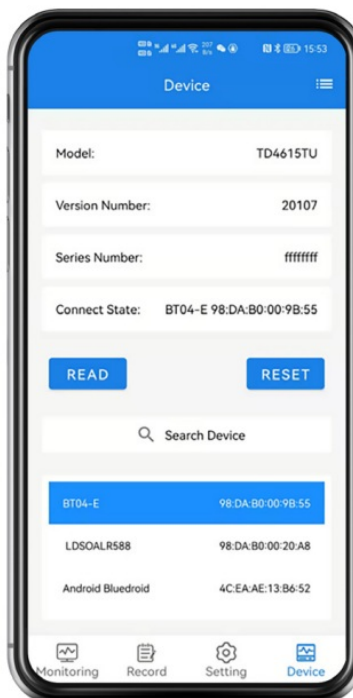 207
B/s
15:53
Device
Model: TD4615TU
Version Number: 20107
Series Number: ffffffff
Connect State: BT04-E 98:DA:B0:00:9B:55
READ RESET
Search Device
BT04-E 98:DA:B0:00:9B:55
LDSOALR588 98:DA:B0:00:20:A8
Android Bluedroid 4C:EA:AE:13:B6:52
Monitoring Record Setting Device